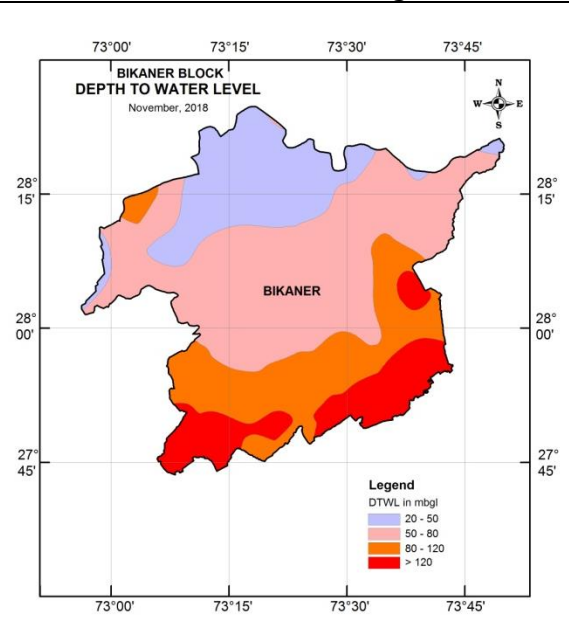 73°00' 73°15' 73°30' 73°45'
BIKANER BLOCK
DEPTH TO WATER LEVEL
November, 2018
N
W E
S
28°
15'
28°
15'
BIKANER
28°
00'
28°
00'
27°
45'
27°
45'
Legend
DTWL in mbgl
20 - 50
50 - 80
80 - 120
> 120
73°00' 73°15' 73°30' 73°45'